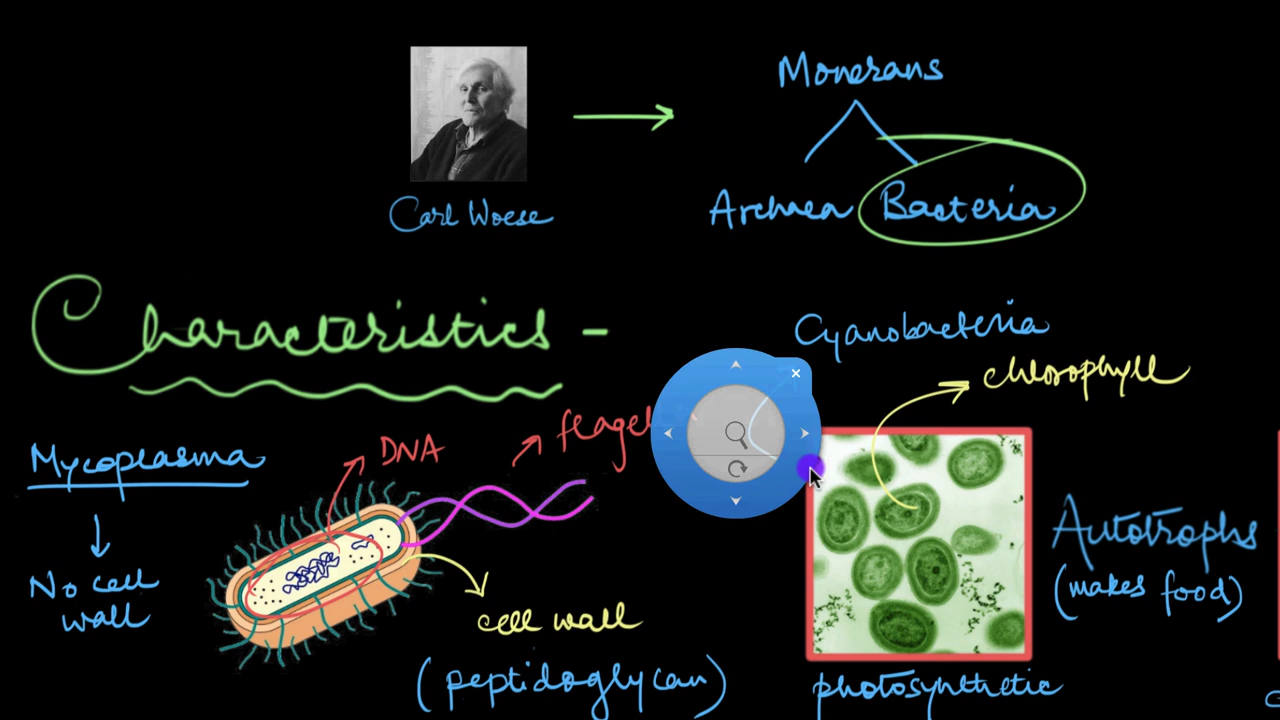 Monerans
Carl Woese
Archaea Bacteria
Characteristics -
Cyanobacteria
chlorophyll
Mycoplasma
DNA
No cell
wall
cell wall
(peptidoglycan)
Autotrophs
(makes food)
photosynthetic